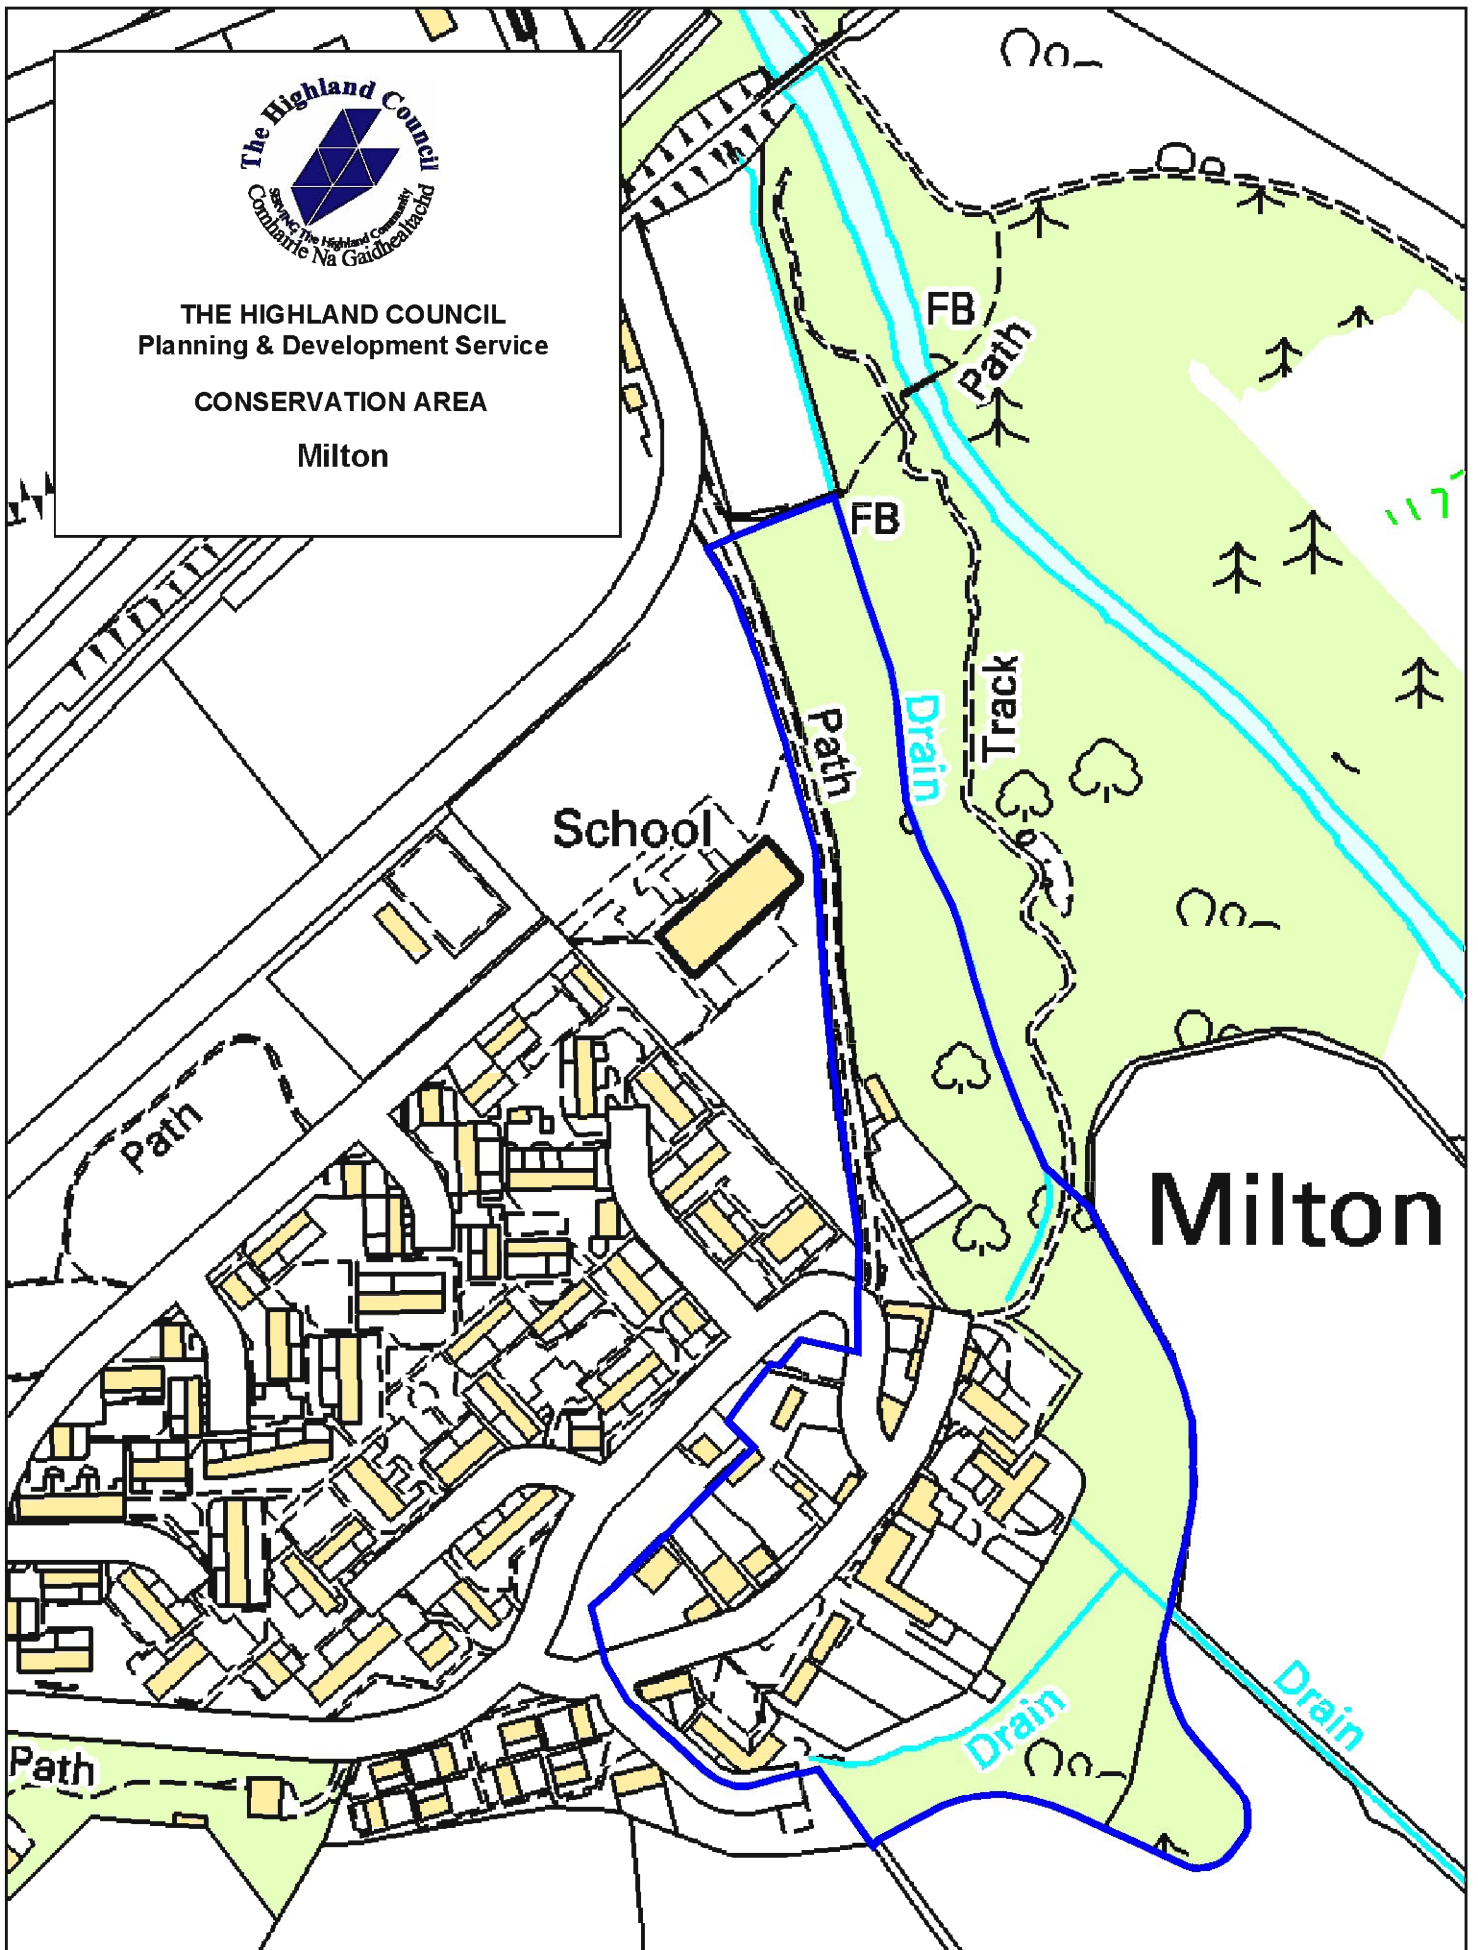 The Highland Council
SERVING The Highland Community
Comhairle Na Gaidhealtachd
THE HIGHLAND COUNCIL
Planning & Development Service
CONSERVATION AREA
Milton
FB
Path
FB
Track
Drain
Path
School
Path
Milton
Drain
Drain
Path